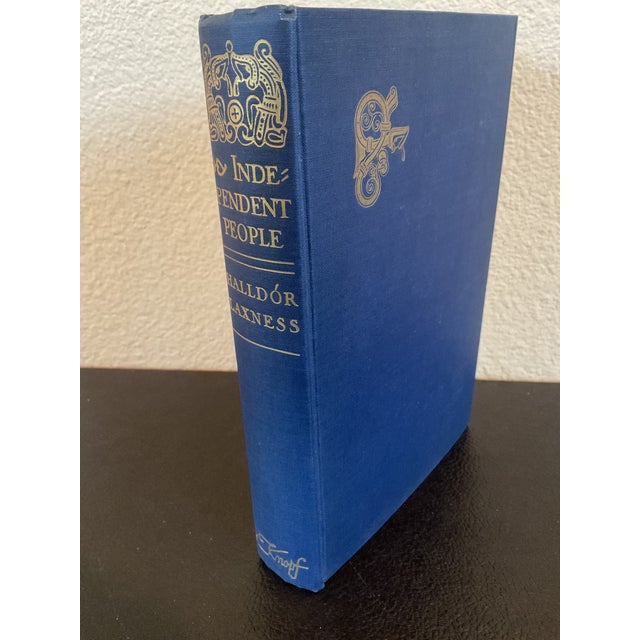 INDE=
PENDENT
PEOPLE
HALLDÓR
LAXNESS
Knopf